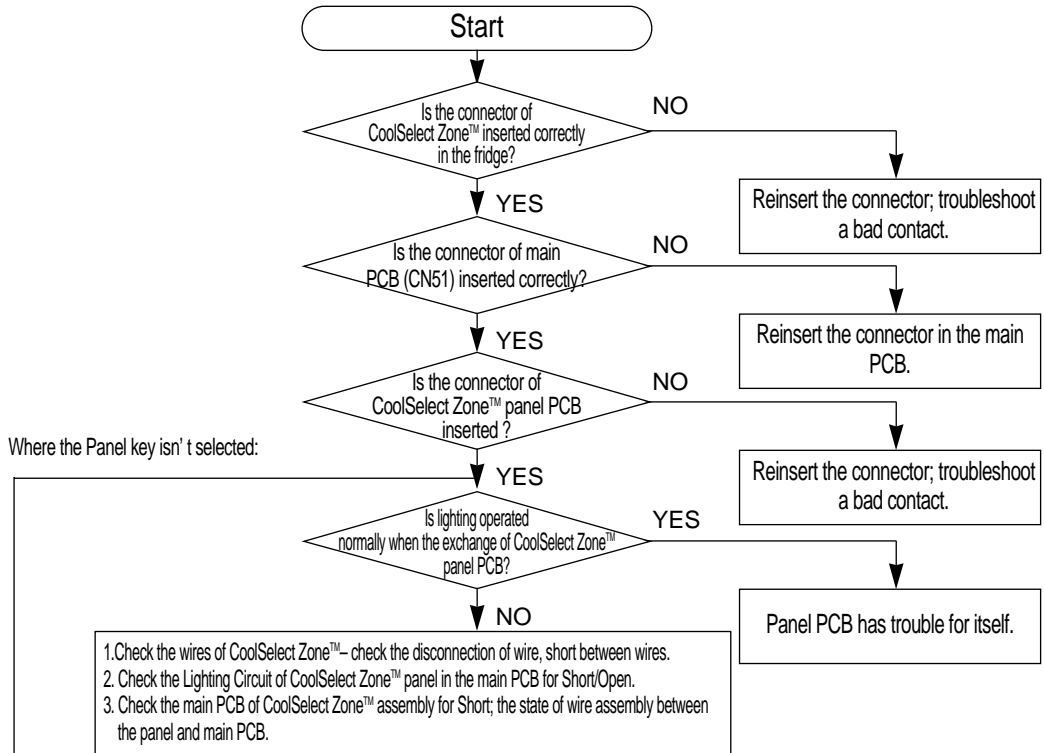 Start
Is the connector of
CoolSelect Zone™ inserted correctly
in the fridge?
NO
Reinsert the connector; troubleshoot
a bad contact.
YES
Is the connector of main
PCB (CN51) inserted correctly?
NO
Reinsert the connector in the main
PCB.
YES
Is the connector of
CoolSelect Zone™ panel PCB
inserted ?
NO
Reinsert the connector; troubleshoot
a bad contact.
Where the Panel key isn' t selected:
YES
Is lighting operated
normally when the exchange of CoolSelect Zone™
panel PCB?
YES
Panel PCB has trouble for itself.
NO
1.Check the wires of CoolSelect Zone™– check the disconnection of wire, short between wires.
2. Check the Lighting Circuit of CoolSelect Zone™ panel in the main PCB for Short/Open.
3. Check the main PCB of CoolSelect Zone™ assembly for Short; the state of wire assembly between
the panel and main PCB.